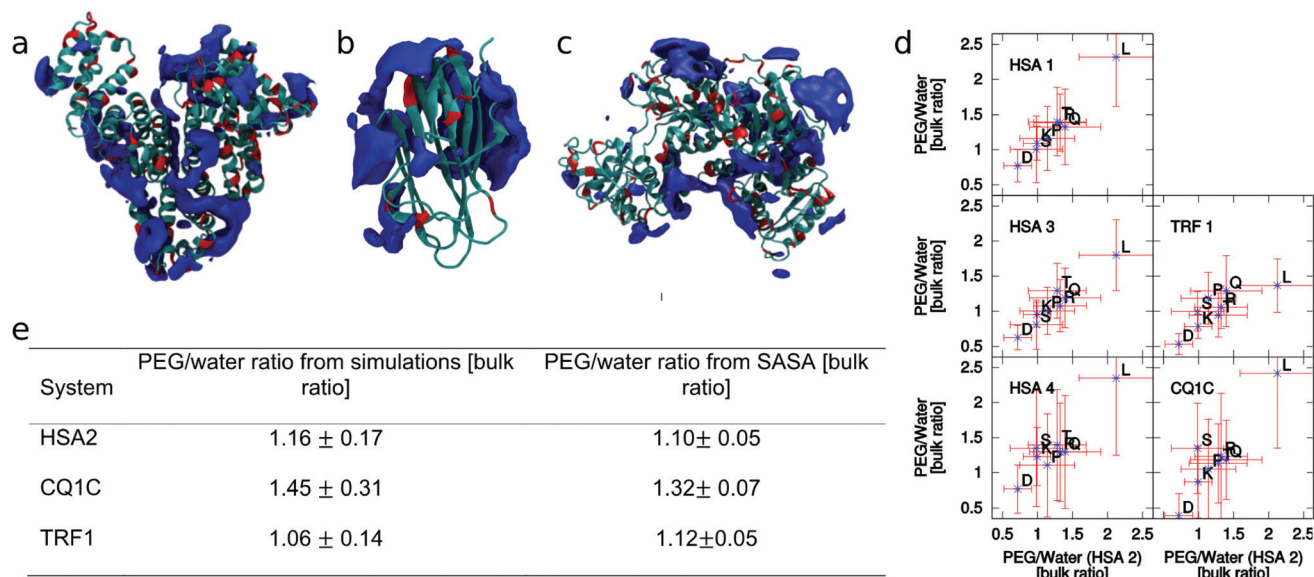 a
b
c
d
e
PEG/water ratio from simulations [bulk ratio]
PEG/water ratio from SASA [bulk ratio]
System
HSA2 1.16 ± 0.17 1.10± 0.05
CQ1C 1.45 ± 0.31 1.32± 0.07
TRF1 1.06 ± 0.14 1.12±0.05
HSA 1
PEG/Water
[bulk ratio]
2.5
2
1.5
1
0.5
L
T
Q
P
K
S
D
HSA 3
PEG/Water
[bulk ratio]
2.5
2
1.5
1
0.5
L
T
Q
R
K P
S
D
TRF 1
L
Q
P
R
S
T
K
D
HSA 4
PEG/Water
[bulk ratio]
2.5
2
1.5
1
0.5
L
S T
R Q
K P
D
CQ1C
L
S
R
Q
P
K
D
0.5 1 1.5 2 2.5
PEG/Water (HSA 2)
[bulk ratio]
0.5 1 1.5 2 2.5
PEG/Water (HSA 2)
[bulk ratio]